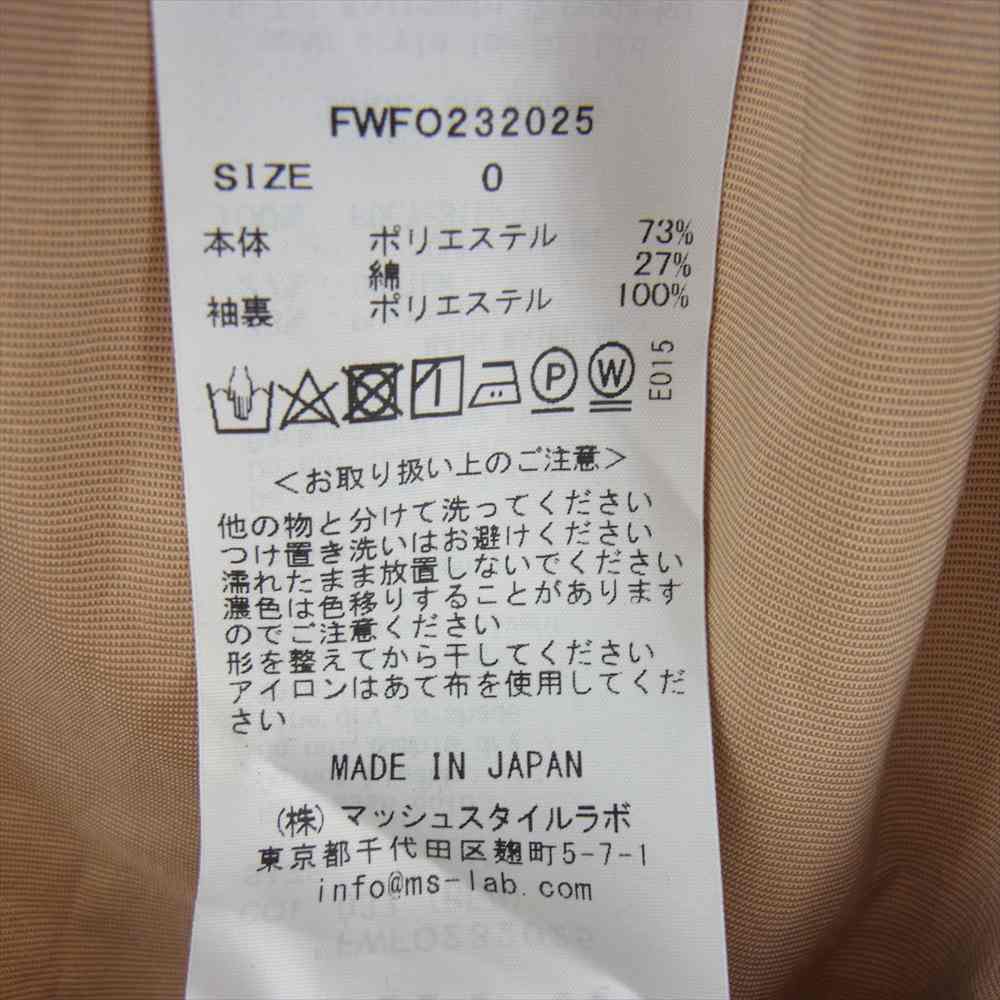 FWFO232025
SIZE 0
本体 ポリエステル 73%
綿 27%
袖裏 ポリエステル 100%
P W E015
<お取り扱い上のご注意>
他の物と分けて洗ってください
つけ置き洗いはお避けください
濡れたまま放置しないでください
濃色は色移りすることがあります
のでご注意ください
形を整えてから干してください
アイロンはあて布を使用してくだ
さい
MADE IN JAPAN
(株)マッシュスタイルラボ
東京都千代田区麹町5-7-1
info@ms-lab.com